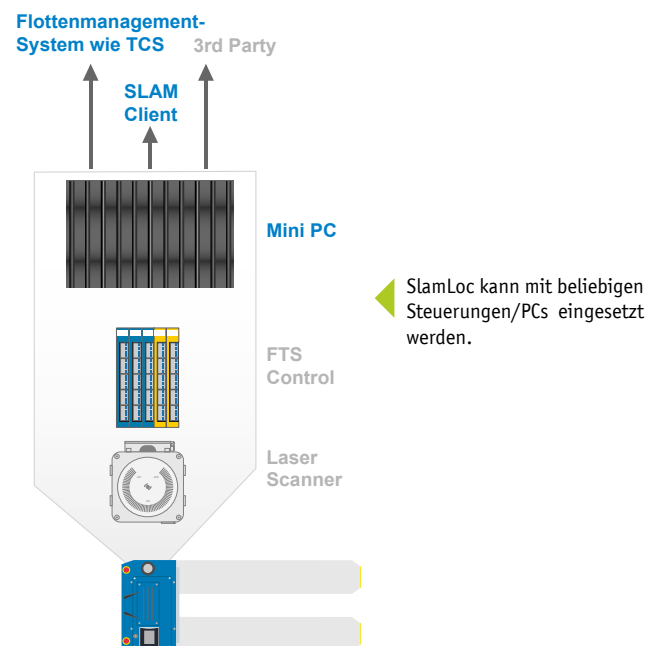 Flottenmanagement-
System wie TCS
3rd Party
SLAM
Client
Mini PC
SlamLoc kann mit beliebigen
Steuerungen/PCs eingesetzt
werden.
FTS
Control
Laser
Scanner